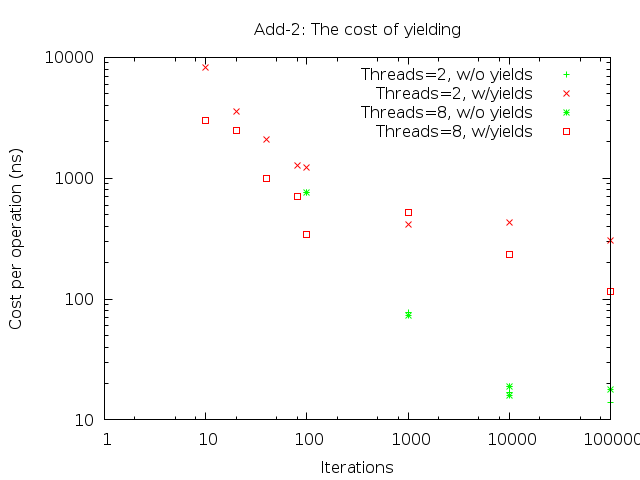 Add-2: The cost of yielding
10000
1000
100
10
Cost per operation (ns)
Threads=2, w/o yields
Threads=2, w/yields
Threads=8, w/o yields
Threads=8, w/yields
1 10 100 1000 10000 100000
Iterations